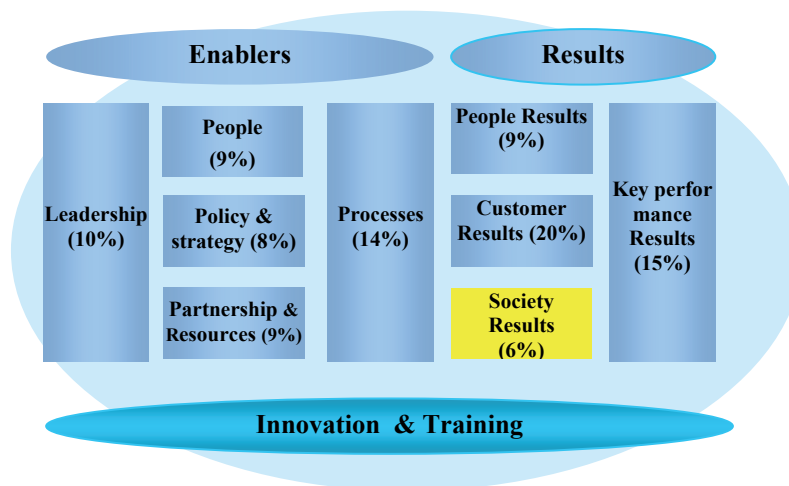 Enablers
Results
Leadership
(10%)
People
(9%)
Policy &
strategy (8%)
Partnership &
Resources (9%)
Processes
(14%)
People Results
(9%)
Customer
Results (20%)
Society
Results
(6%)
Key perfor
mance
Results
(15%)
Innovation & Training